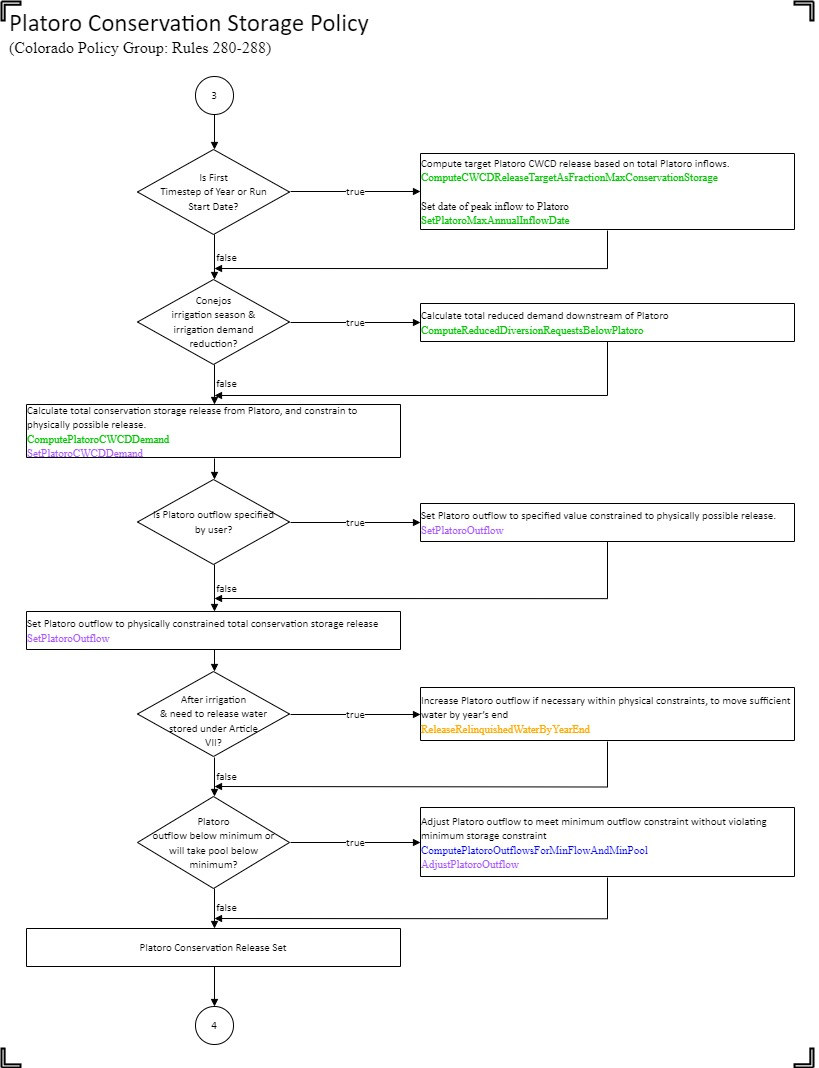 Platoro Conservation Storage Policy
(Colorado Policy Group: Rules 280-288)
3
Is First
Timestep of Year or Run
Start Date?
true
Compute target Platoro CWCD release based on total Platoro inflows.
ComputeCWCDReleaseTargetAsFractionMaxConservationStorage
Set date of peak inflow to Platoro
SetPlatoroMaxAnnualInflowDate
false
Conejos
irrigation season &
irrigation demand
reduction?
true
Calculate total reduced demand downstream of Platoro
ComputeReducedDiversionRequestsBelowPlatoro
false
Calculate total conservation storage release from Platoro, and constrain to
physically possible release.
ComputePlatoroCWCDDemand
SetPlatoroCWCDDemand
Is Platoro outflow specified
by user?
true
Set Platoro outflow to specified value constrained to physically possible release.
SetPlatoroOutflow
false
Set Platoro outflow to physically constrained total conservation storage release
SetPlatoroOutflow
After irrigation
& need to release water
stored under Article
VII?
true
Increase Platoro outflow if necessary within physical constraints, to move sufficient
water by year's end
ReleaseRelinquishedWaterByYearEnd
false
Platoro
outflow below minimum or
will take pool below
minimum?
true
Adjust Platoro outflow to meet minimum outflow constraint without violating
minimum storage constraint
ComputePlatoroOutflowsForMinFlowAndMinPool
AdjustPlatoroOutflow
false
Platoro Conservation Release Set
4